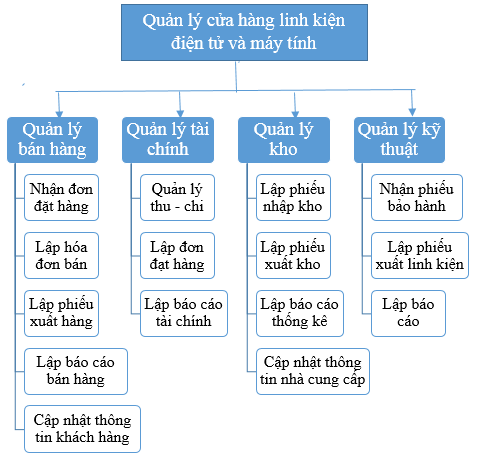 Quản lý cửa hàng linh kiện
điện tử và máy tính
Quản lý
bán hàng
Nhận đơn
đặt hàng
Lập hóa
đơn bán
Lập phiếu
xuất hàng
Lập báo cáo
bán hàng
Cập nhật thông
tin khách hàng
Quản lý tài
chính
Quản lý
thu - chi
Lập đơn
đạt hàng
Lập báo cáo
tài chính
Quản lý
kho
Lập phiếu
nhập kho
Lập phiếu
xuất kho
Lập báo cáo
thống kê
Cập nhật thông
tin nhà cung cấp
Quản lý kỹ
thuật
Nhận phiếu
bảo hành
Lập phiếu
xuất linh kiện
Lập báo
cáo